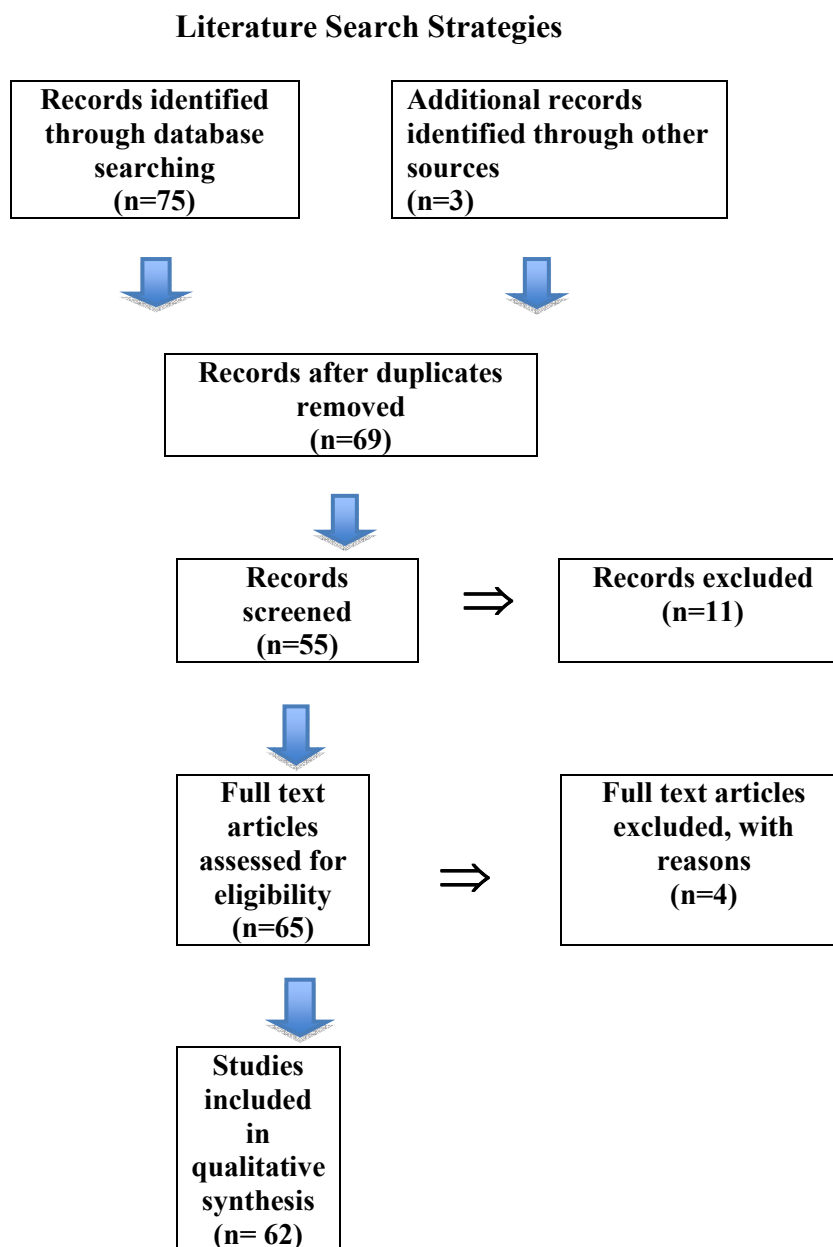 Literature Search Strategies
Records identified
through database
searching
(n=75)
Additional records
identified through other
sources
(n=3)
Records after duplicates
removed
(n=69)
Records
screened
(n=55)
⇒
Records excluded
(n=11)
Full text
articles
assessed for
eligibility
(n=65)
⇒
Full text articles
excluded, with
reasons
(n=4)
Studies
included
in
qualitative
synthesis
(n= 62)